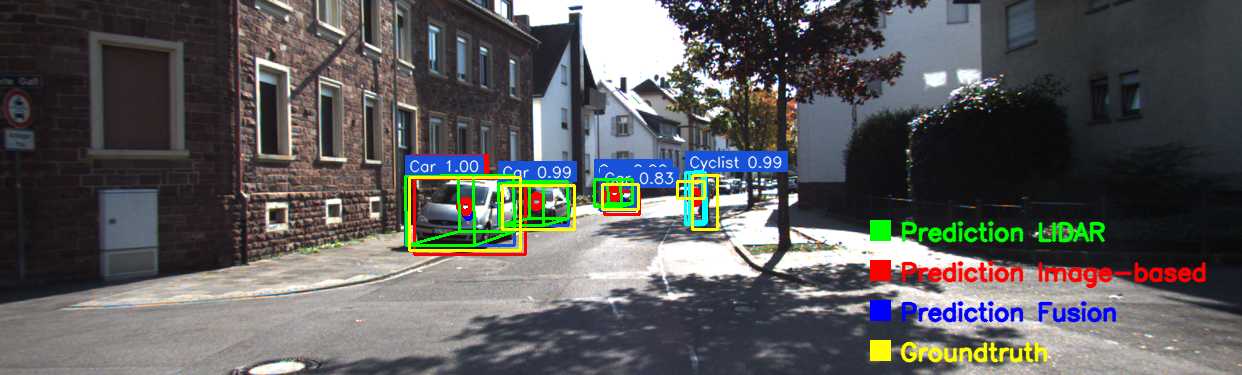 Car 1.00
Car 0.99
Car 0.83
Cyclist 0.99
Prediction LIDAR
Prediction Image-based
Prediction Fusion
Groundtruth